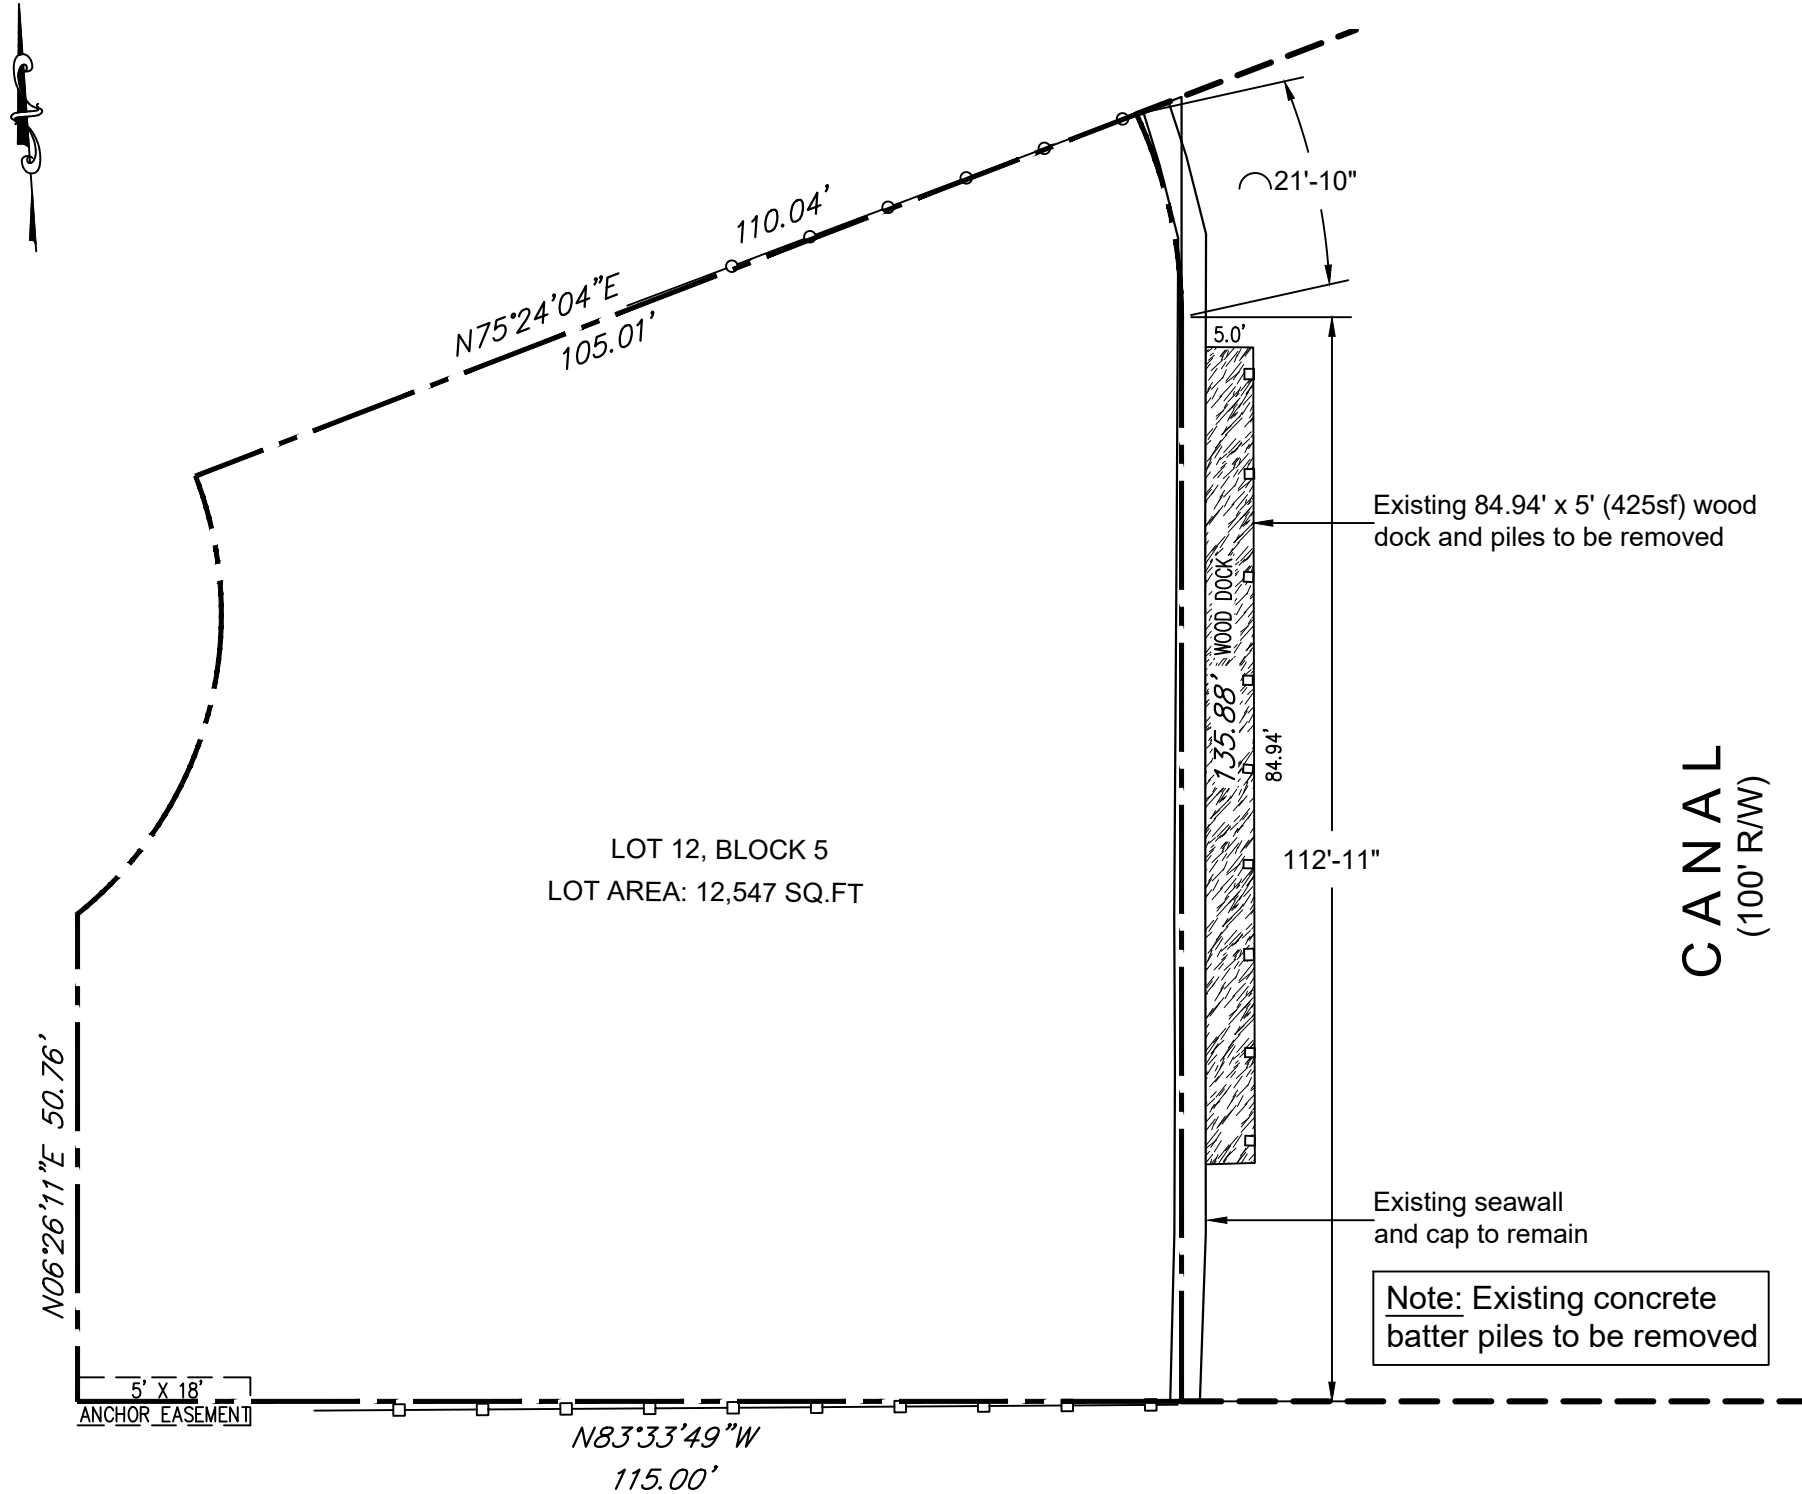 21'-10"
110.04'
N75°24'04"E
105.01'
5.0'
Existing 84.94' x 5' (425sf) wood
dock and piles to be removed
WOOD DOCK
135.88'
84.94'
112'-11"
CANAL
(100' R/W)
LOT 12, BLOCK 5
LOT AREA: 12,547 SQ.FT
N06°26'11"E 50.76'
Existing seawall
and cap to remain
Note: Existing concrete
batter piles to be removed
5' X 18'
ANCHOR EASEMENT
N83°33'49"W
115.00'